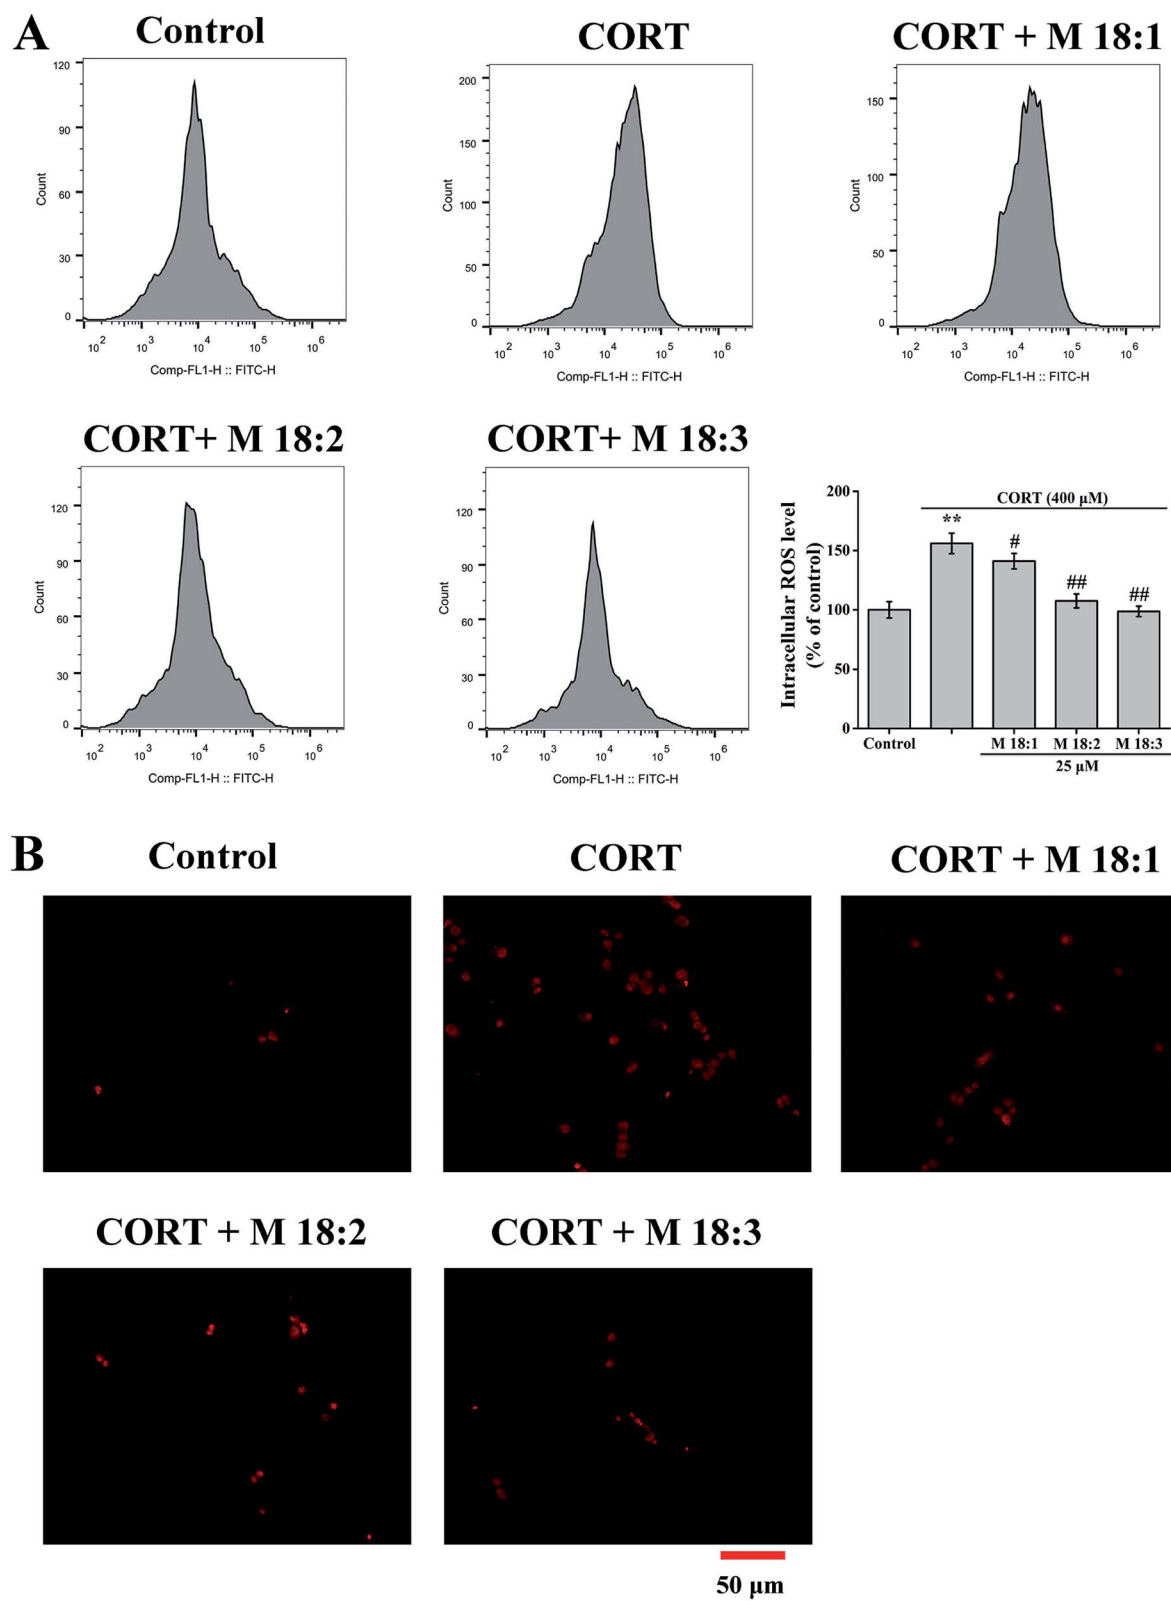 A
Control
CORT
CORT + M 18:1
120
90
60
30
0
Count
10^2 10^3 10^4 10^5 10^6
Comp-FL1-H :: FITC-H
200
150
100
50
0
Count
10^2 10^3 10^4 10^5 10^6
Comp-FL1-H :: FITC-H
150
100
50
0
Count
10^2 10^3 10^4 10^5 10^6
Comp-FL1-H :: FITC-H
CORT+ M 18:2
CORT+ M 18:3
120
90
60
30
0
Count
10^2 10^3 10^4 10^5 10^6
Comp-FL1-H :: FITC-H
120
90
60
30
0
Count
10^2 10^3 10^4 10^5 10^6
Comp-FL1-H :: FITC-H
Intracellular ROS level
(% of control)
200
150
100
50
0
CORT (400 μM)
**
#
##
##
Control M 18:1 M 18:2 M 18:3
25 μM
B
Control
CORT
CORT + M 18:1
CORT + M 18:2
CORT + M 18:3
50 μm